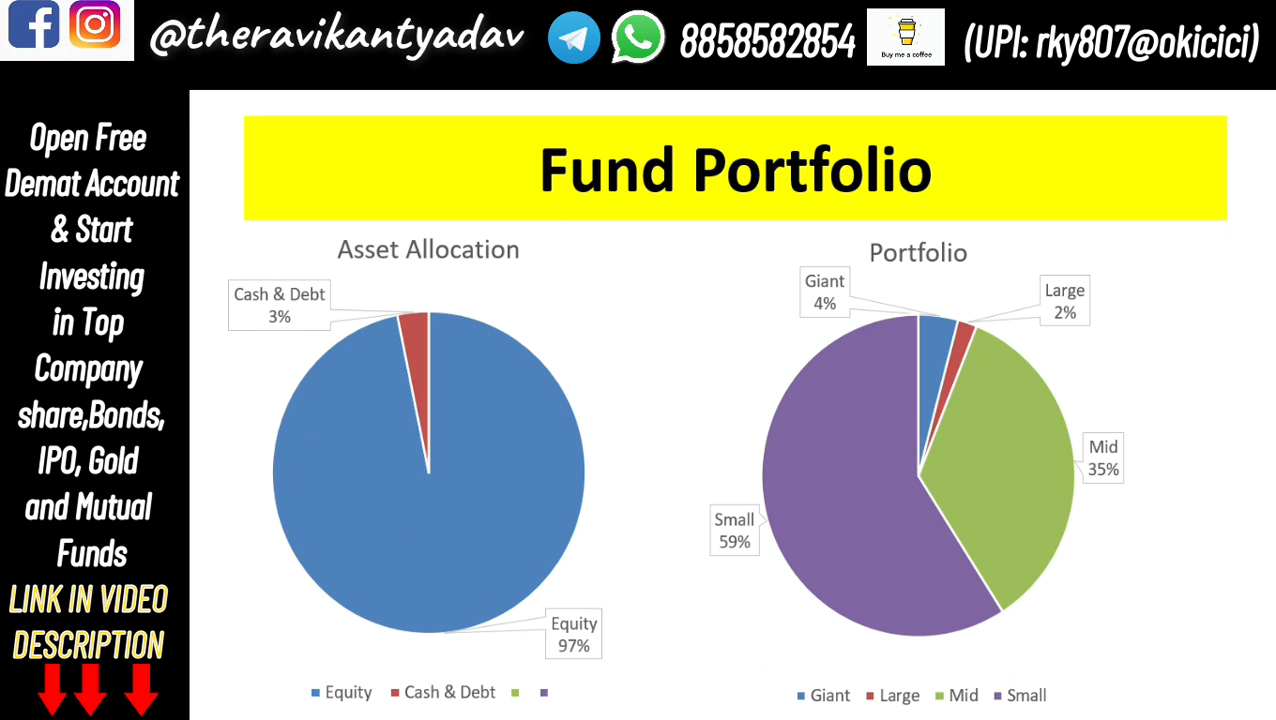 @theravikantyadav
8858582854
Buy me a coffee
(UPI: rky807@okicici)
Open Free
Demat Account
& Start
Investing
in Top
Company
share,Bonds,
IPO, Gold
and Mutual
Funds
LINK IN VIDEO
DESCRIPTION
Fund Portfolio
Asset Allocation
Cash & Debt
3%
Equity
97%
Equity
Cash & Debt
Portfolio
Giant
4%
Large
2%
Mid
35%
Small
59%
Giant
Large
Mid
Small